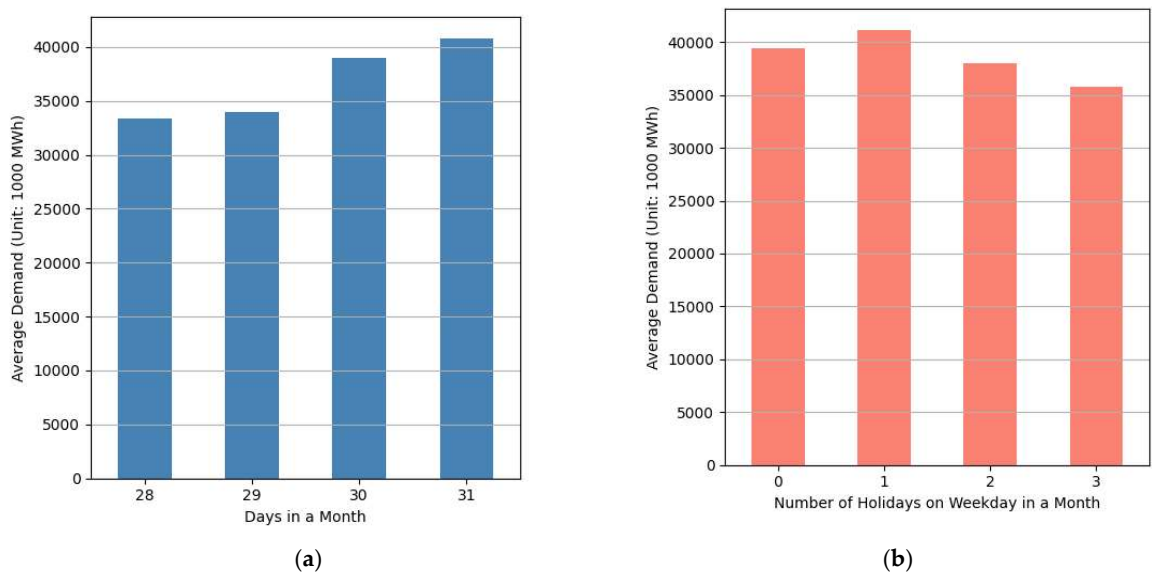 Average Demand (Unit: 1000 MWh)
40000
35000
30000
25000
20000
15000
10000
5000
0
28 29 30 31
Days in a Month
(a)
Average Demand (Unit: 1000 MWh)
40000
35000
30000
25000
20000
15000
10000
5000
0
0 1 2 3
Number of Holidays on Weekday in a Month
(b)